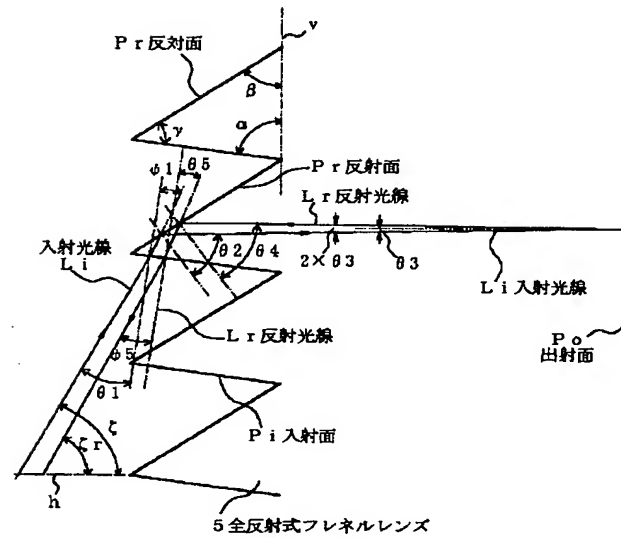 v
Ｐｒ反対面
β
γ
α
Ｐｒ反射面
φ１
θ５
Ｌｒ反射光線
入射光線
Ｌｉ
θ２
θ４
２×θ３
θ３
Ｌｉ入射光線
Ｌｒ反射光線
Ｐｏ
出射面
φ５
θ１
Ｐｉ入射面
ζ
ζｒ
h
５全反射式フレネルレンズ